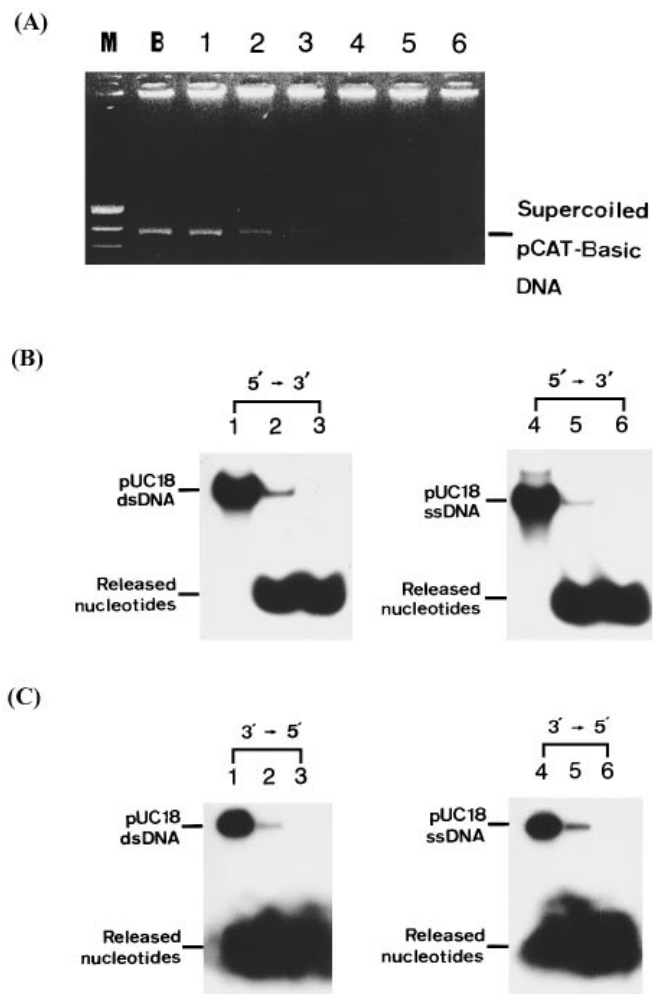 (A)
M B 1 2 3 4 5 6
Supercoiled
pCAT-Basic
DNA
(B)
5′ → 3′
1 2 3
pUC18
dsDNA
Released
nucleotides
5′ → 3′
4 5 6
pUC18
ssDNA
Released
nucleotides
(C)
3′ → 5′
1 2 3
pUC18
dsDNA
Released
nucleotides
3′ → 5′
4 5 6
pUC18
ssDNA
Released
nucleotides